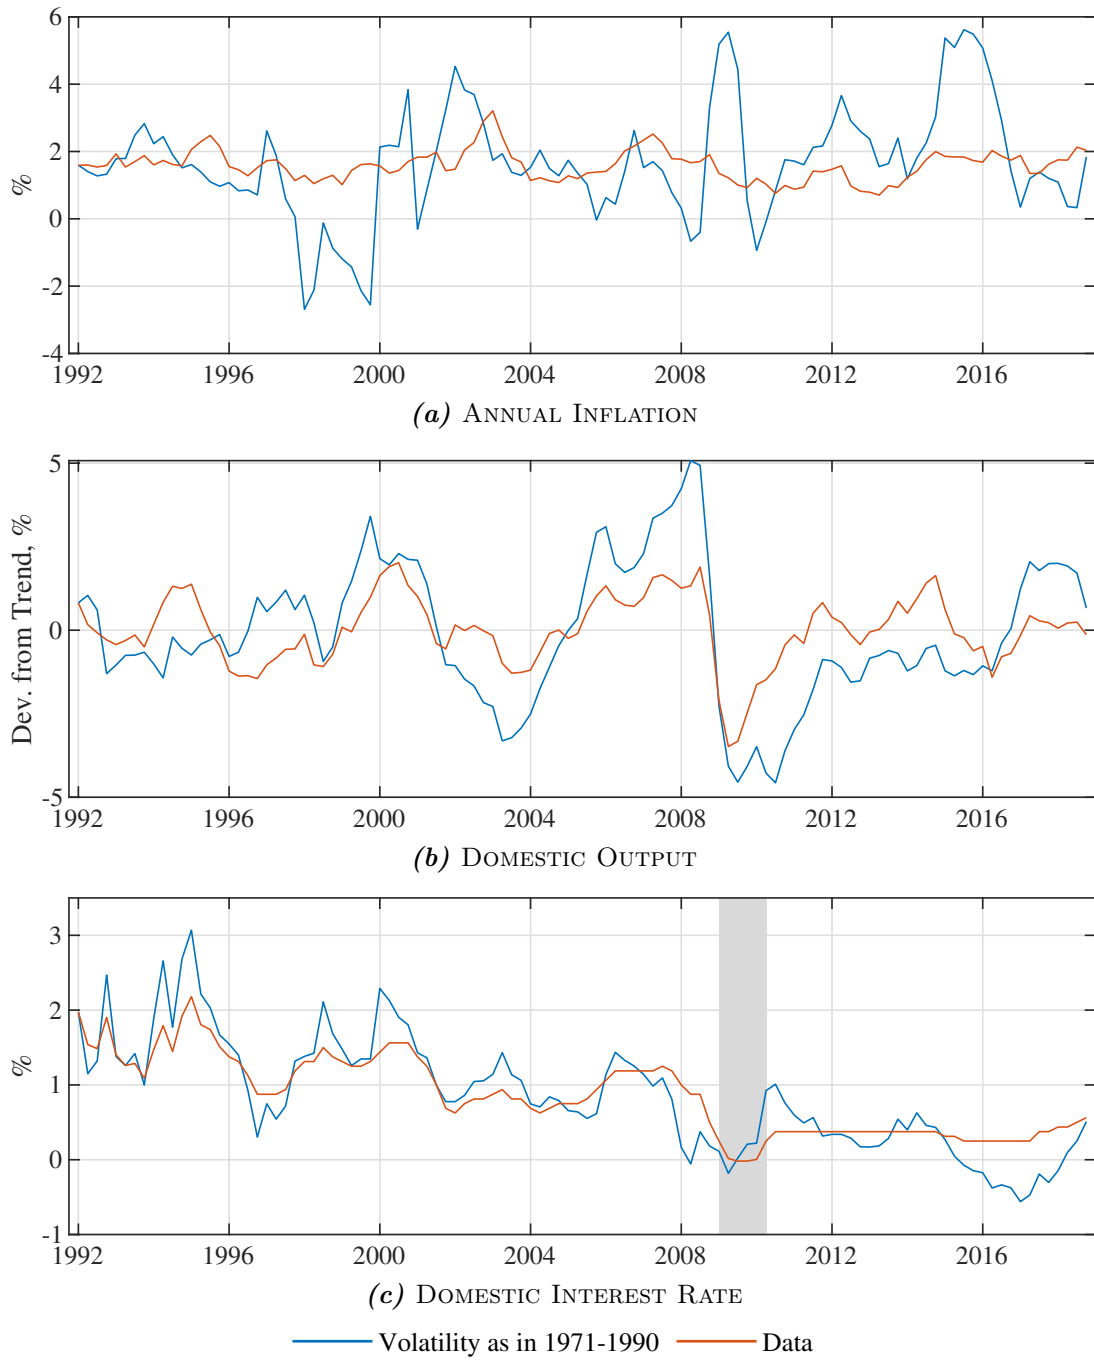 6
4
2
0
-2
-4
%
1992 1996 2000 2004 2008 2012 2016
(a) Annual Inflation
5
0
-5
Dev. from Trend, %
1992 1996 2000 2004 2008 2012 2016
(b) Domestic Output
3
2
1
0
-1
%
1992 1996 2000 2004 2008 2012 2016
(c) Domestic Interest Rate
Volatility as in 1971-1990 Data